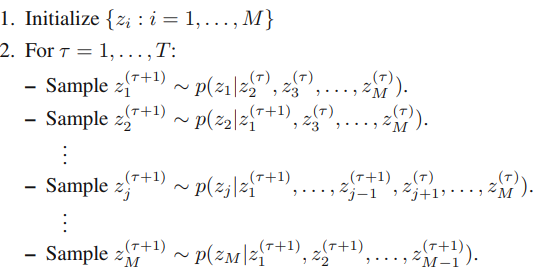 1. Initialize {z_i : i = 1, . . . , M}
2. For τ = 1, . . . , T:
– Sample z_1^{(τ+1)} ∼ p(z_1|z_2^{(τ)}, z_3^{(τ)}, . . . , z_M^{(τ)}).
– Sample z_2^{(τ+1)} ∼ p(z_2|z_1^{(τ+1)}, z_3^{(τ)}, . . . , z_M^{(τ)}).
⋮
– Sample z_j^{(τ+1)} ∼ p(z_j|z_1^{(τ+1)}, . . . , z_{j−1}^{(τ+1)}, z_{j+1}^{(τ)}, . . . , z_M^{(τ)}).
⋮
– Sample z_M^{(τ+1)} ∼ p(z_M|z_1^{(τ+1)}, z_2^{(τ+1)}, . . . , z_{M−1}^{(τ+1)}).